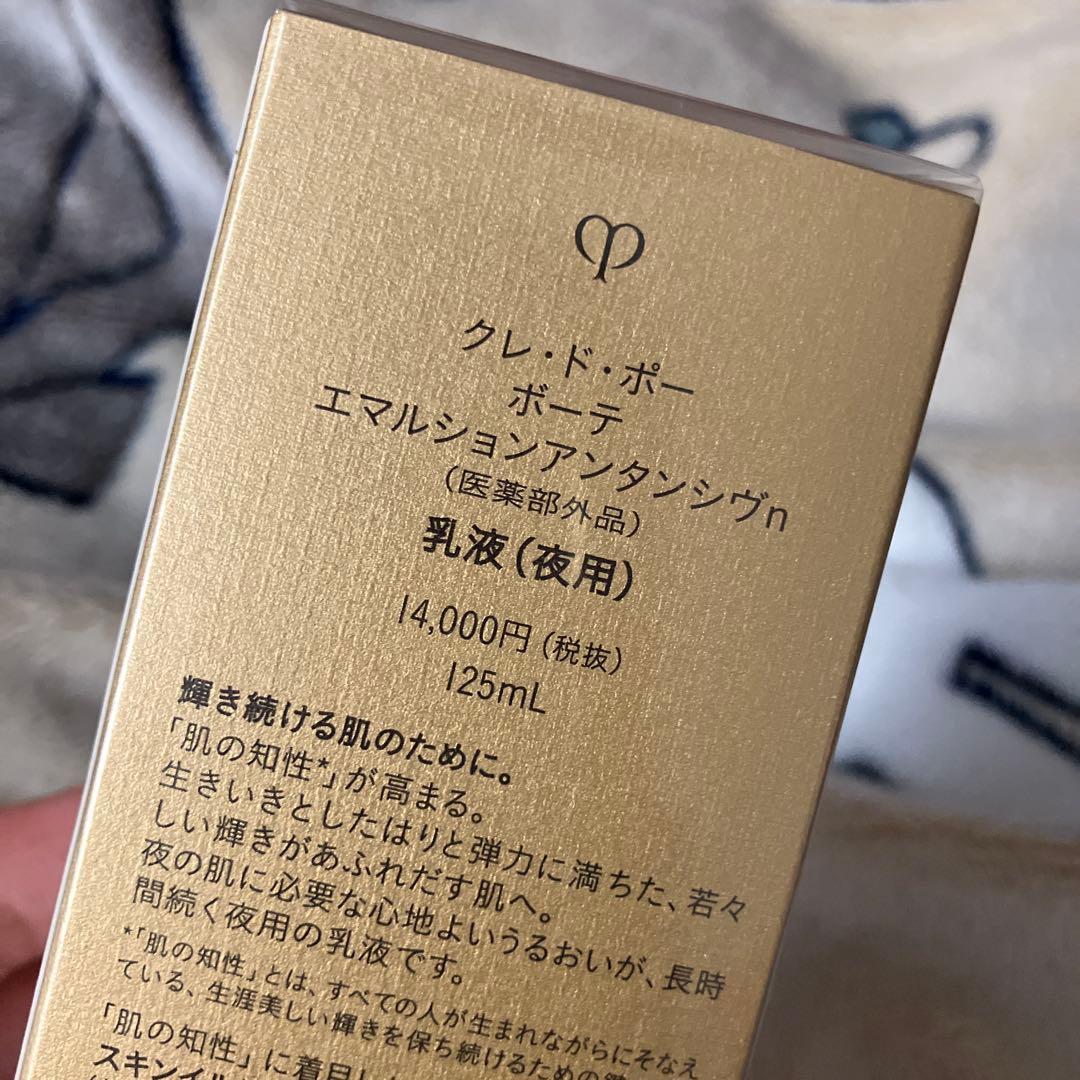 クレ・ド・ポー
ボーテ
エマルションアンタンシヴn
(医薬部外品)
乳液(夜用)
14,000円(税抜)
125mL
輝き続ける肌のために。
「肌の知性*」が高まる。
生きいきとしたはりと弾力に満ちた、若々
しい輝きがあふれだす肌へ。
夜の肌に必要な心地よいうるおいが、長時
間続く夜用の乳液です。
*「肌の知性」とは、すべての人が生まれながらにそなえ
ている、生涯美しい輝きを保ち続けるための鍵
「肌の知性」に着目し
スキンイル